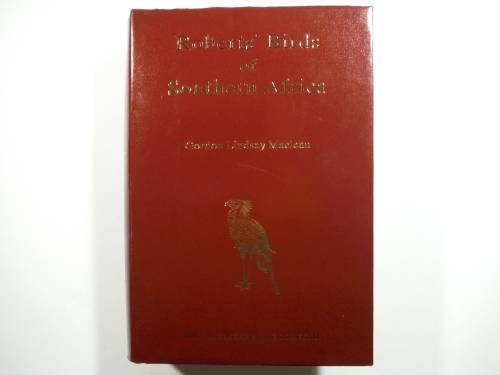 Roberts' Birds
of
Southern Africa
Gordon Lindsay Maclean